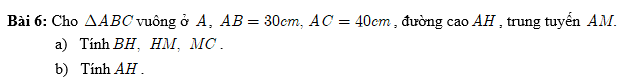 Bài 6: Cho ΔABC vuông ở A, AB = 30cm, AC = 40cm, đường cao AH, trung tuyến AM.
a) Tính BH, HM, MC.
b) Tính AH.